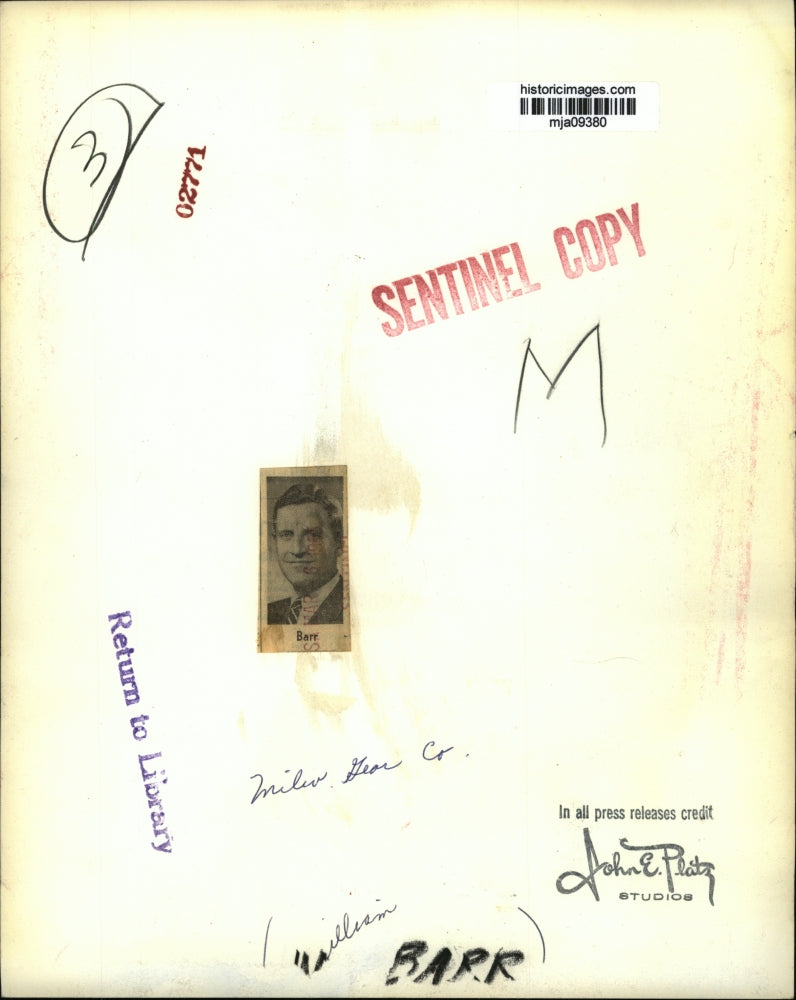 historicimages.com
mja09380
3
02771
SENTINEL COPY
M
Barr
Return to Library
Milw. Gear Co.
In all press releases credit
John E. Platz
STUDIOS
(William BARR)